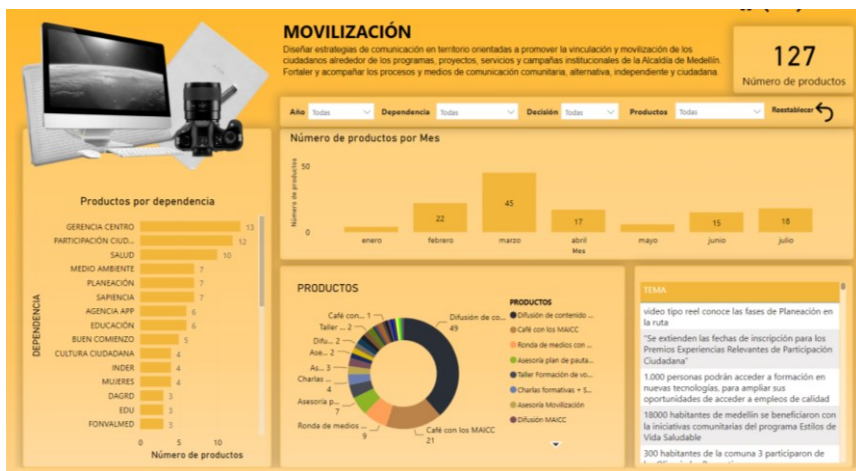 MOVILIZACIÓN
Diseñar estrategias de comunicación en territorio orientadas a promover la vinculación y movilización de los
ciudadanos alrededor de los programas, proyectos, servicios y campañas institucionales de la Alcaldía de Medellín.
Fortaler y acompañar los procesos y medios de comunicación comunitaria, alternativa, independiente y ciudadana.
127
Número de productos
Año Todas Dependencia Todas Decisión Todas Productos Todas Reestablecer
Número de productos por Mes
Número de productos
50
0
22
45
17
15
18
enero febrero marzo abril mayo junio julio
Mes
Productos por dependencia
DEPENDENCIA
GERENCIA CENTRO 13
PARTICIPACIÓN CIUD... 12
SALUD 10
MEDIO AMBIENTE 7
PLANEACIÓN 7
SAPIENCIA 7
AGENCIA APP 6
EDUCACIÓN 6
BUEN COMIENZO 5
CULTURA CIUDADANA 4
INDER 4
MUJERES 4
DAGRD 3
EDU 3
FONVALMED 3
0 5 10
Número de productos
PRODUCTOS
Café con... 1
Taller ... 2
Difu... 2
Ase... 2
As... 3
Charlas ...
4
Asesoría p...
7
Ronda de medios ...
9
Café con los MAICC
21
Difusión de co...
49
PRODUCTOS
Difusión de contenido ...
Café con los MAICC
Ronda de medios con ...
Asesoría plan de pauta...
Taller Formación de vo...
Charlas formativas + S...
Asesoría Movilización
Difusión MAICC
TEMA
video tipo reel conoce las fases de Planeación en
la ruta
"Se extienden las fechas de inscripción para los
Premios Experiencias Relevantes de Participación
Ciudadana"
1.000 personas podrán acceder a formación en
nuevas tecnologías, para ampliar sus
oportunidades de acceder a empleos de calidad
18000 habitantes de medellín se beneficiaron con
la iniciativas comunitarias del programa Estilos de
Vida Saludable
300 habitantes de la comuna 3 participaron de